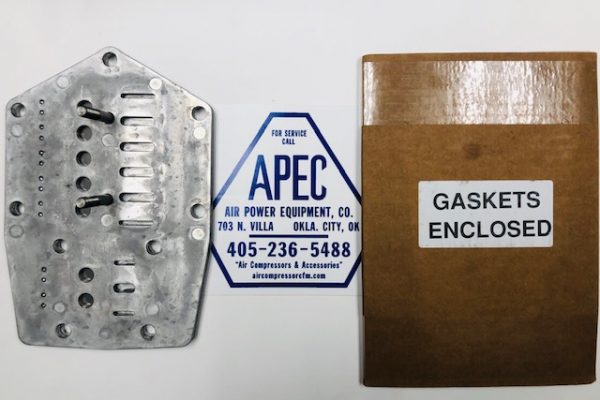 FOR SERVICE
CALL
APEC
AIR POWER EQUIPMENT, CO.
703 N. VILLA OKLA. CITY, OK
405-236-5488
"Air Compressors & Accessories"
aircompressorcfm.com
GASKETS
ENCLOSED